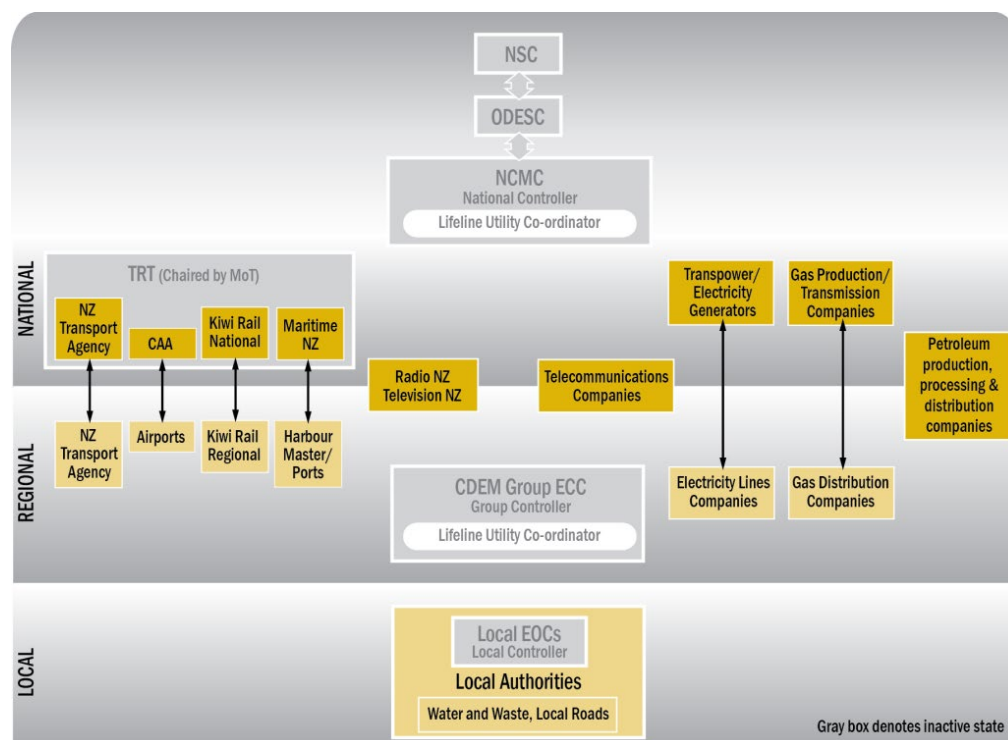 NSC
ODESC
NCMC
National Controller
Lifeline Utility Co-ordinator
NATIONAL
TRT (Chaired by MoT)
NZ
Transport
Agency
CAA
Kiwi Rail
National
Maritime
NZ
Transpower/
Electricity
Generators
Gas Production/
Transmission
Companies
Radio NZ
Television NZ
Telecommunications
Companies
Petroleum
production,
processing &
distribution
companies
REGIONAL
NZ
Transport
Agency
Airports
Kiwi Rail
Regional
Harbour
Master/
Ports
CDEM Group ECC
Group Controller
Lifeline Utility Co-ordinator
Electricity Lines
Companies
Gas Distribution
Companies
LOCAL
Local EOCs
Local Controller
Local Authorities
Water and Waste, Local Roads
Gray box denotes inactive state